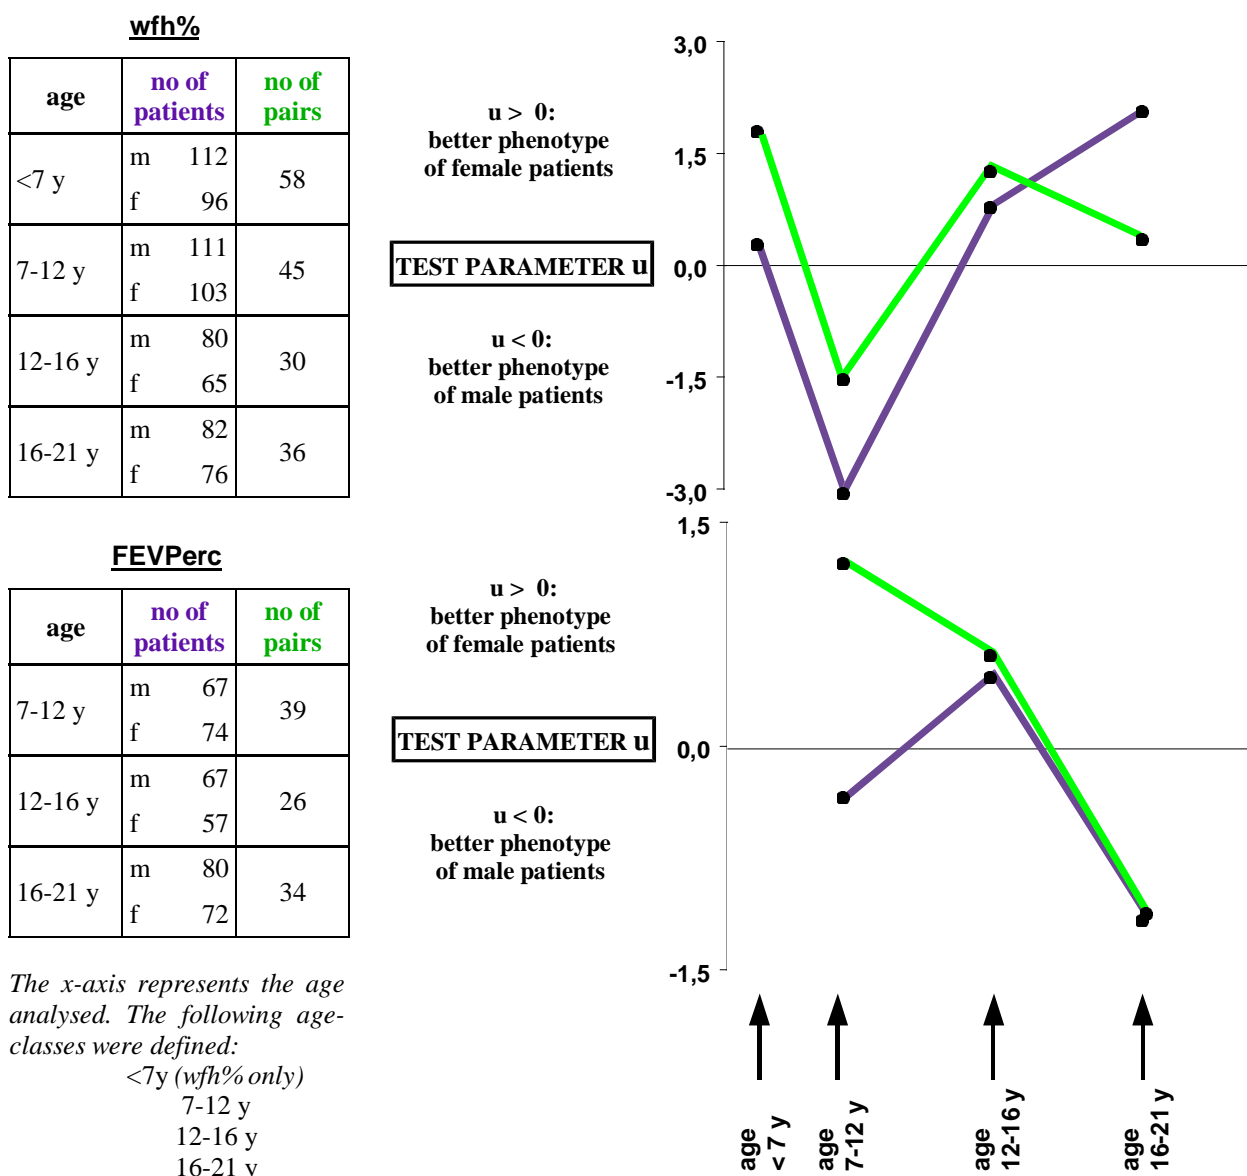 wfh%
age
no of patients
no of pairs
<7 y
m 112
f 96
58
7-12 y
m 111
f 103
45
12-16 y
m 80
f 65
30
16-21 y
m 82
f 76
36
u > 0:
better phenotype
of female patients
TEST PARAMETER u
u < 0:
better phenotype
of male patients
3,0
1,5
0,0
-1,5
-3,0
FEVPerc
age
no of patients
no of pairs
7-12 y
m 67
f 74
39
12-16 y
m 67
f 57
26
16-21 y
m 80
f 72
34
u > 0:
better phenotype
of female patients
TEST PARAMETER u
u < 0:
better phenotype
of male patients
1,5
0,0
-1,5
The x-axis represents the age
analysed. The following age-
classes were defined:
<7y (wfh% only)
7-12 y
12-16 y
16-21 y
age
< 7 y
age
7-12 y
age
12-16 y
age
16-21 y